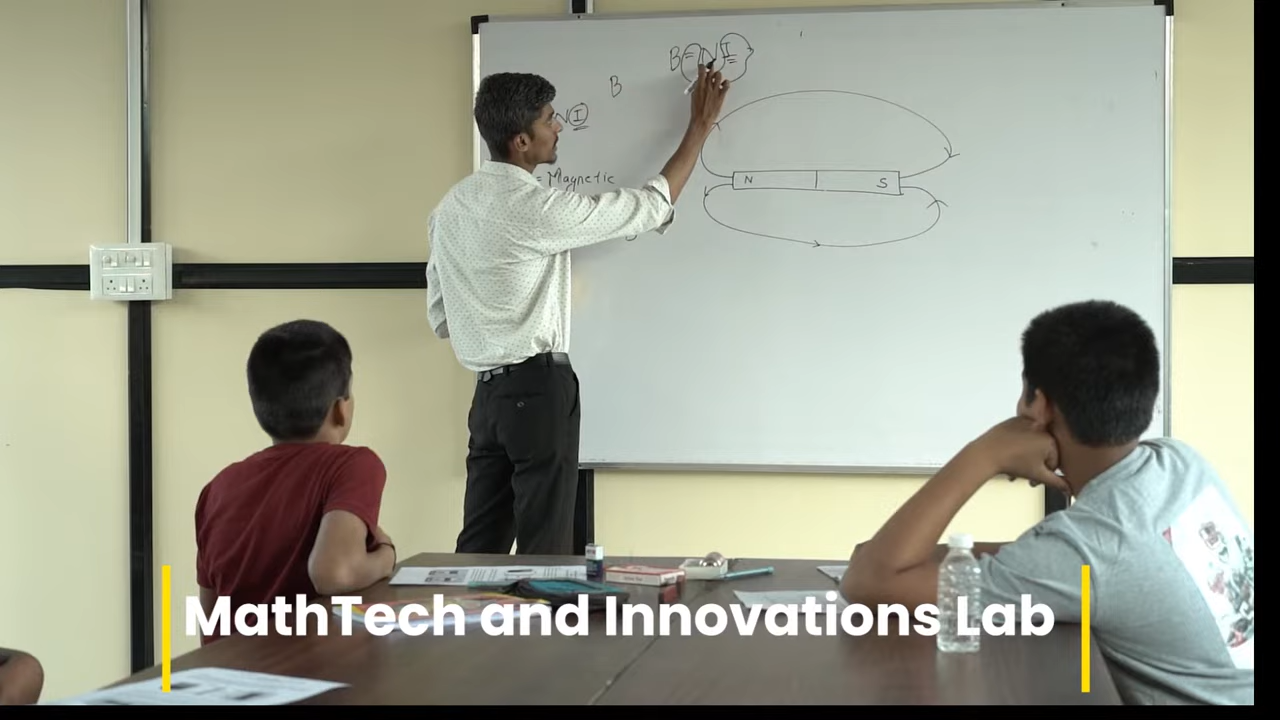 B = NI
B
NI
= Magnetic
N S
MathTech and Innovations Lab